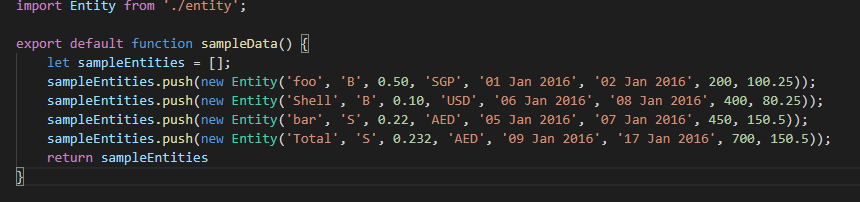 import Entity from './entity';
export default function sampleData() {
let sampleEntities = [];
sampleEntities.push(new Entity('foo', 'B', 0.50, 'SGP', '01 Jan 2016', '02 Jan 2016', 200, 100.25));
sampleEntities.push(new Entity('Shell', 'B', 0.10, 'USD', '06 Jan 2016', '08 Jan 2016', 400, 80.25));
sampleEntities.push(new Entity('bar', 'S', 0.22, 'AED', '05 Jan 2016', '07 Jan 2016', 450, 150.5));
sampleEntities.push(new Entity('Total', 'S', 0.232, 'AED', '09 Jan 2016', '17 Jan 2016', 700, 150.5));
return sampleEntities
}